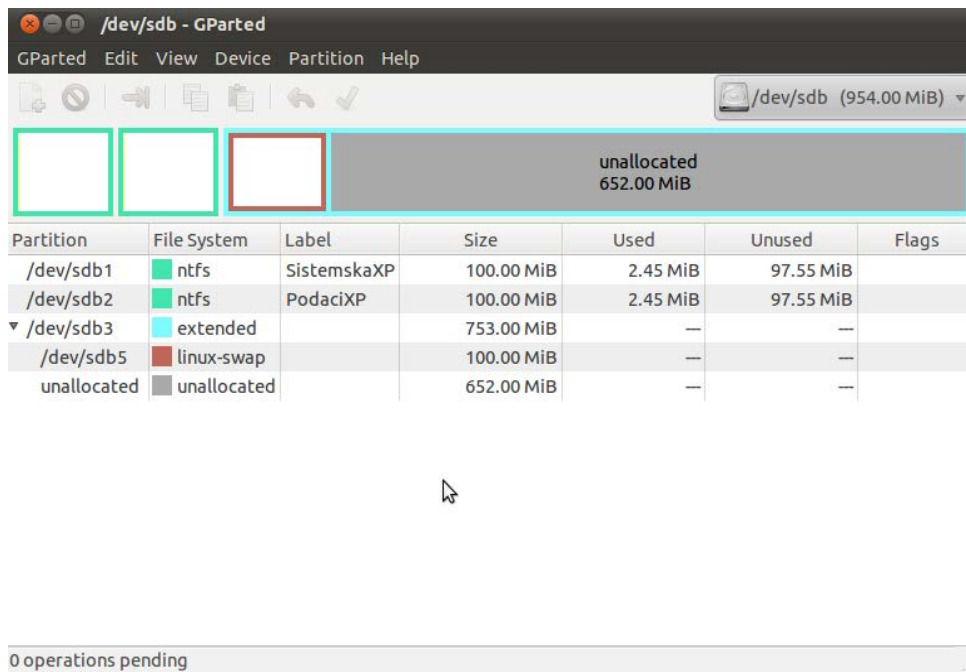 /dev/sdb - GParted
GParted Edit View Device Partition Help
/dev/sdb (954.00 MiB)
unallocated
652.00 MiB
Partition File System Label Size Used Unused Flags
/dev/sdb1 ntfs SistemskaXP 100.00 MiB 2.45 MiB 97.55 MiB
/dev/sdb2 ntfs PodaciXP 100.00 MiB 2.45 MiB 97.55 MiB
/dev/sdb3 extended 753.00 MiB --- ---
/dev/sdb5 linux-swap 100.00 MiB --- ---
unallocated unallocated 652.00 MiB --- ---
0 operations pending